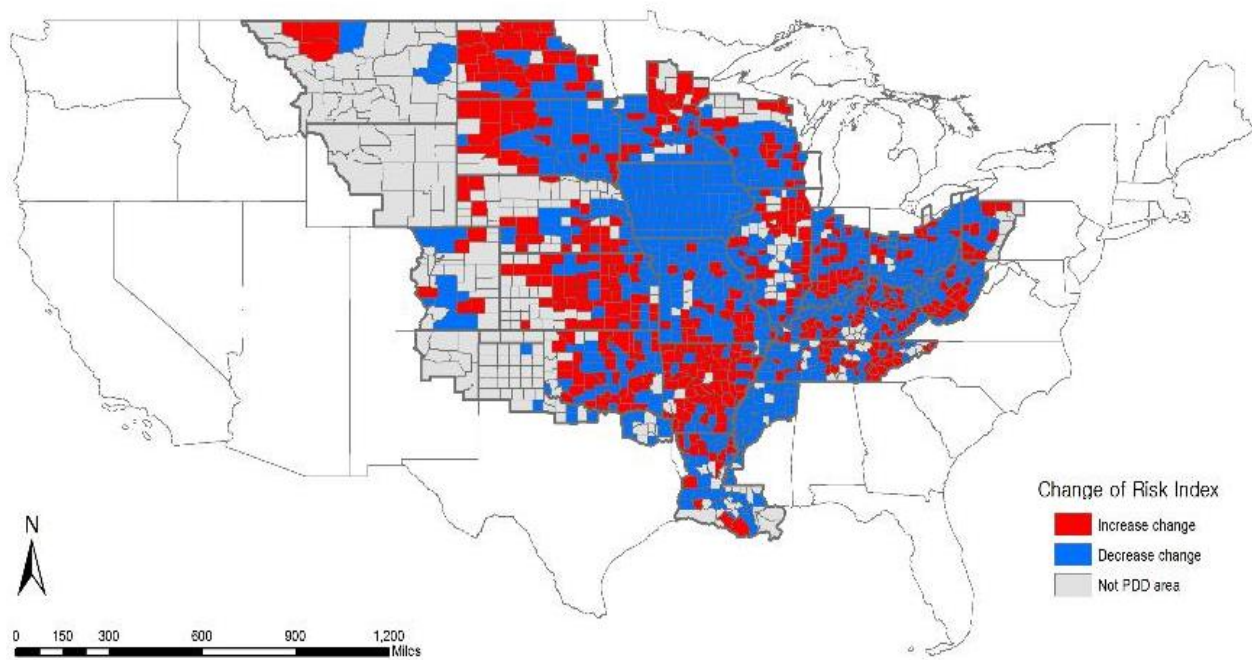 Change of Risk Index
Increase change
Decrease change
Not PDD area
N
0 150 300 600 900 1,200
Miles